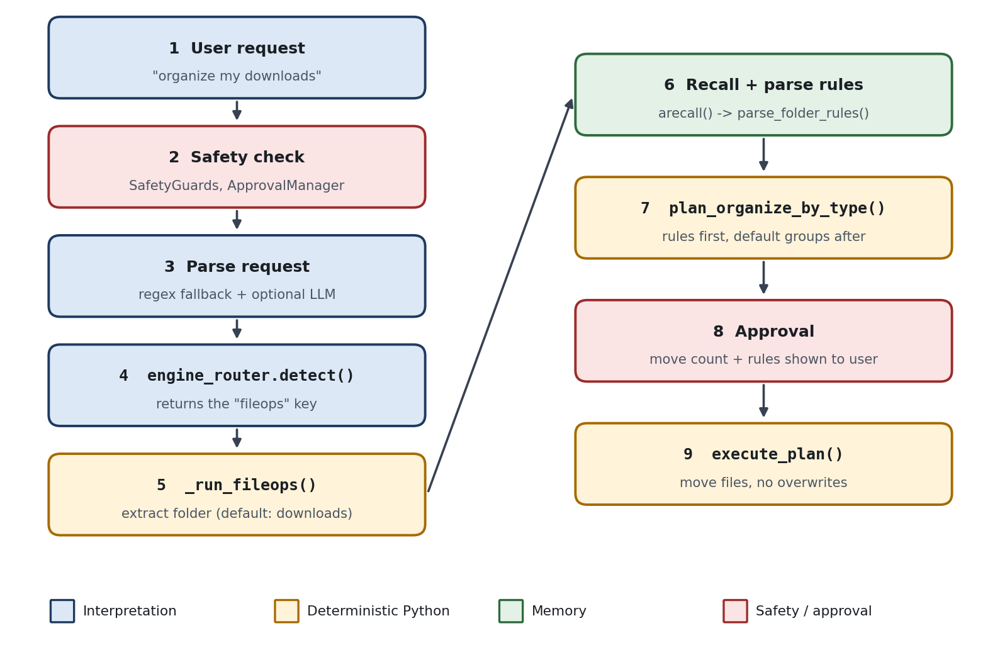 1  User request
"organize my downloads"
2  Safety check
SafetyGuards, ApprovalManager
3  Parse request
regex fallback + optional LLM
4  engine_router.detect()
returns the "fileops" key
5  _run_fileops()
extract folder (default: downloads)
6  Recall + parse rules
arecall() -> parse_folder_rules()
7  plan_organize_by_type()
rules first, default groups after
8  Approval
move count + rules shown to user
9  execute_plan()
move files, no overwrites
Interpretation
Deterministic Python
Memory
Safety / approval